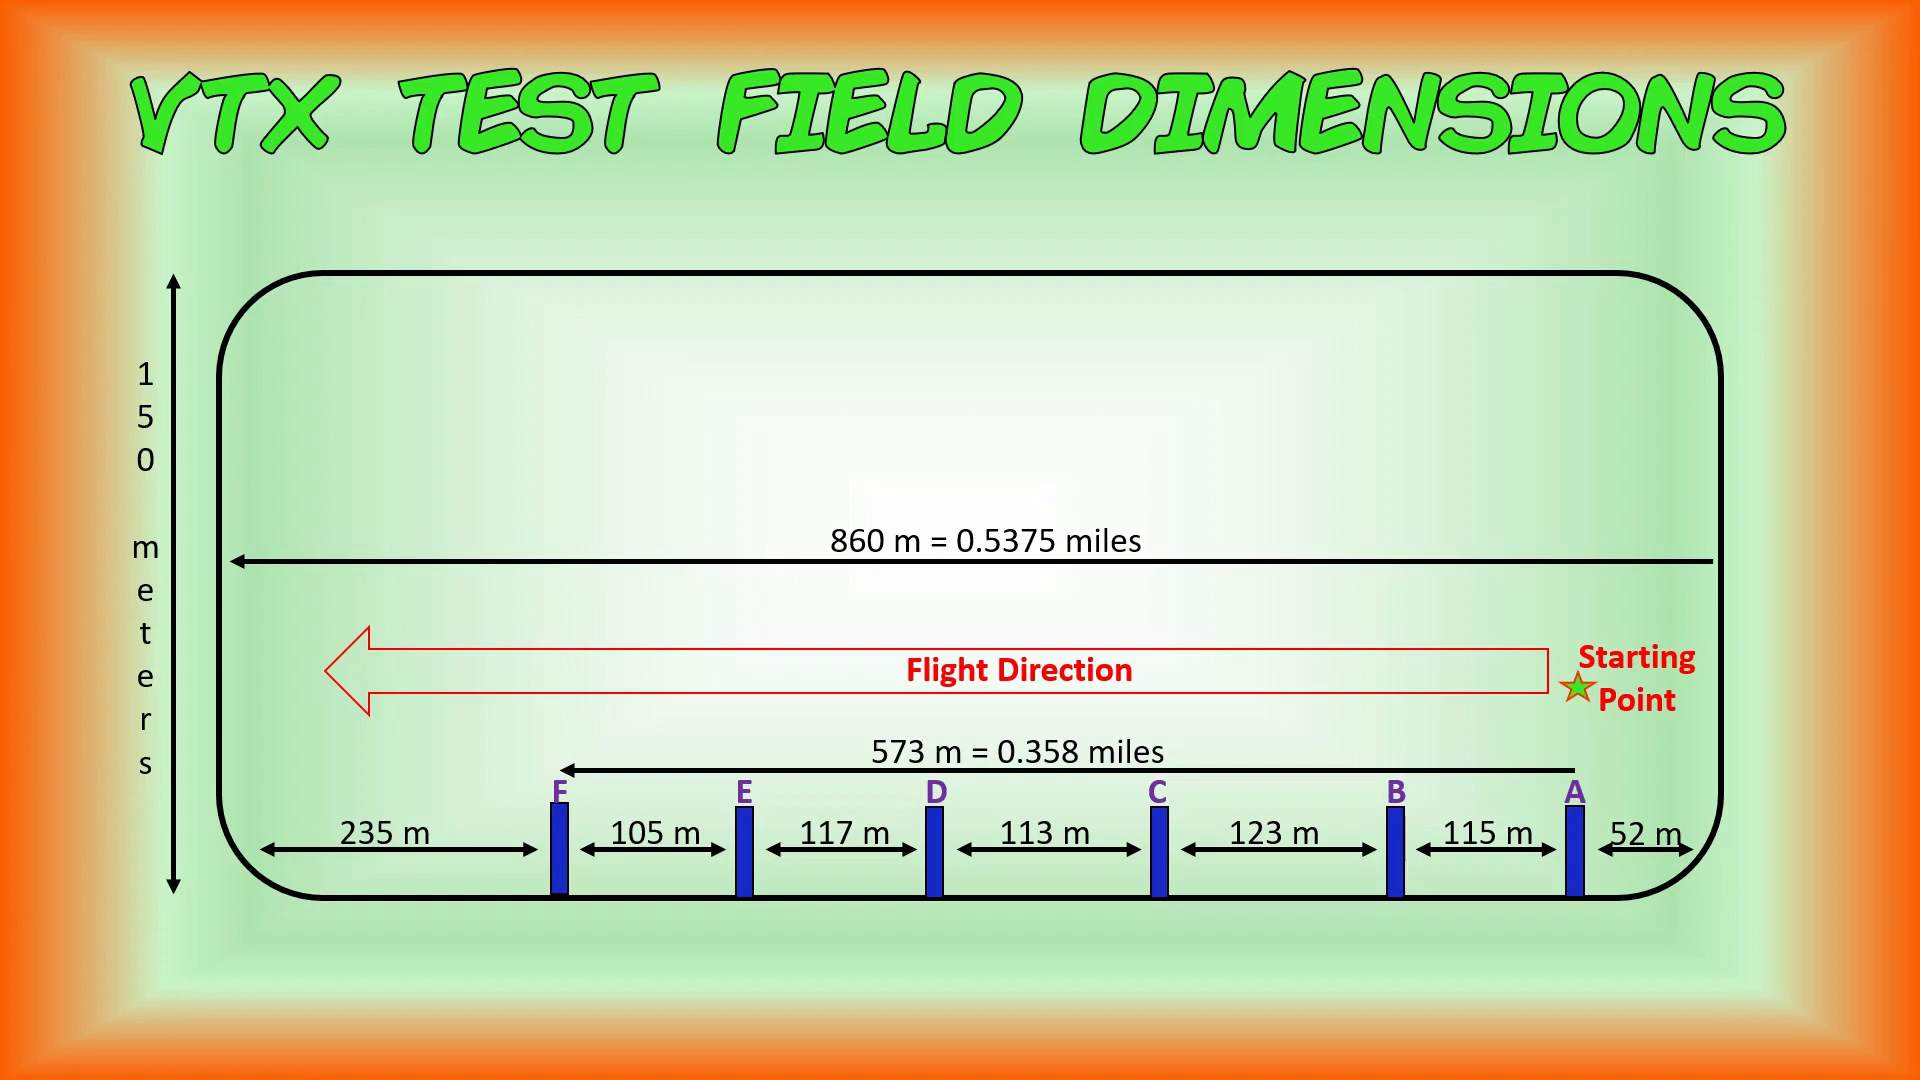 VTX TEST FIELD DIMENSIONS
150 meters
860 m = 0.5375 miles
Flight Direction
Starting
Point
573 m = 0.358 miles
F E D C B A
235 m 105 m 117 m 113 m 123 m 115 m 52 m